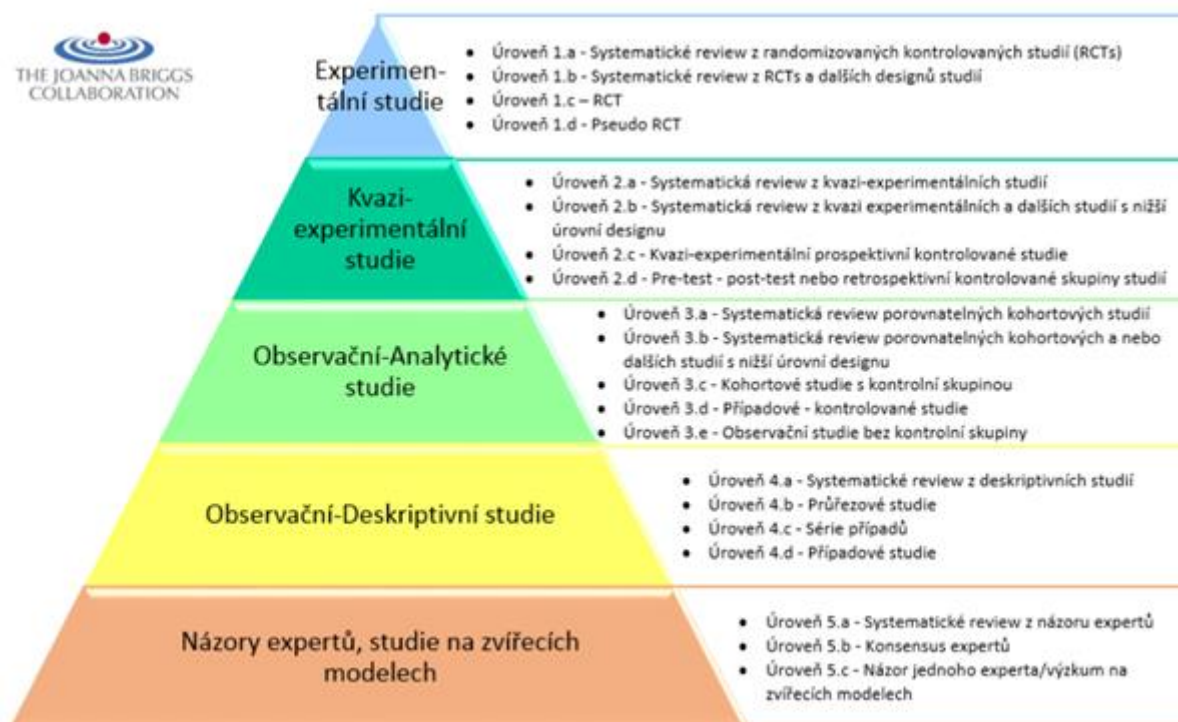 THE JOANNA BRIGGS
COLLABORATION
Experimen-
tální studie
• Úroveň 1.a - Systematické review z randomizovaných kontrolovaných studií (RCTs)
• Úroveň 1.b - Systematické review z RCTs a dalších designů studií
• Úroveň 1.c – RCT
• Úroveň 1.d - Pseudo RCT
Kvazi-
experimentální
studie
• Úroveň 2.a - Systematická review z kvazi-experimentálních studií
• Úroveň 2.b - Systematická review z kvazi experimentálních a dalších studií s nižší
úrovní designu
• Úroveň 2.c - Kvazi-experimentální prospektivní kontrolované studie
• Úroveň 2.d - Pre-test - post-test nebo retrospektivní kontrolované skupiny studií
Observační-Analytické
studie
• Úroveň 3.a - Systematická review porovnatelných kohortových studií
• Úroveň 3.b - Systematická review porovnatelných kohortových a nebo
dalších studií s nižší úrovní designu
• Úroveň 3.c - Kohortové studie s kontrolní skupinou
• Úroveň 3.d - Případové - kontrolované studie
• Úroveň 3.e - Observační studie bez kontrolní skupiny
Observační-Deskriptivní studie
• Úroveň 4.a - Systematické review z deskriptivních studií
• Úroveň 4.b - Průřezové studie
• Úroveň 4.c - Série případů
• Úroveň 4.d - Případové studie
Názory expertů, studie na zvířecích
modelech
• Úroveň 5.a - Systematické review z názoru expertů
• Úroveň 5.b - Konsensus expertů
• Úroveň 5.c - Názor jednoho experta/výzkum na
zvířecích modelech